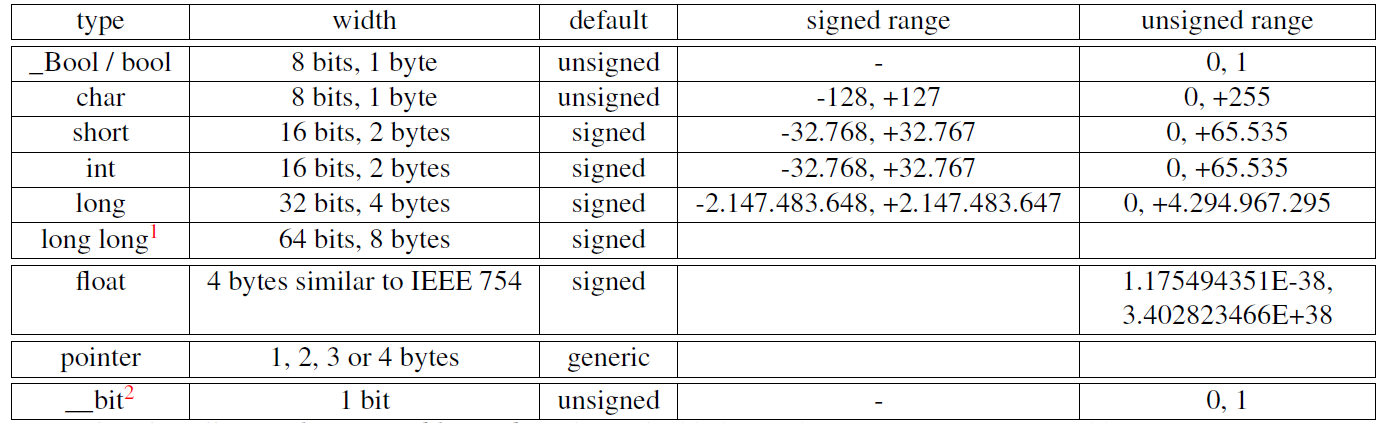 type width default signed range unsigned range
_Bool / bool 8 bits, 1 byte unsigned - 0, 1
char 8 bits, 1 byte unsigned -128, +127 0, +255
short 16 bits, 2 bytes signed -32.768, +32.767 0, +65.535
int 16 bits, 2 bytes signed -32.768, +32.767 0, +65.535
long 32 bits, 4 bytes signed -2.147.483.648, +2.147.483.647 0, +4.294.967.295
long long1 64 bits, 8 bytes signed
float 4 bytes similar to IEEE 754 signed 1.175494351E-38,
3.402823466E+38
pointer 1, 2, 3 or 4 bytes generic
__bit2 1 bit unsigned - 0, 1